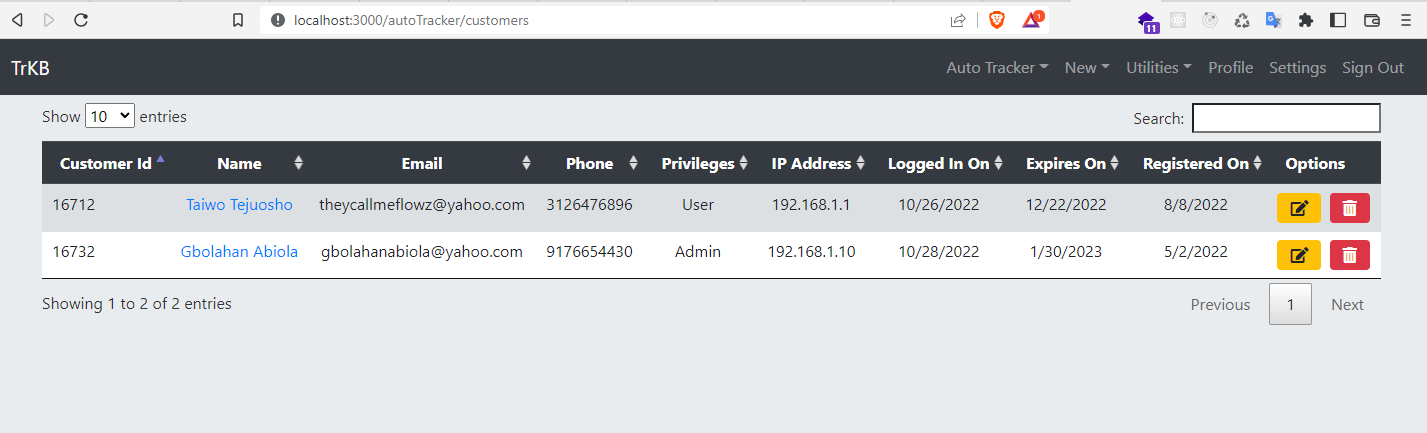 localhost:3000/autoTracker/customers 1 11
TrKB Auto Tracker New Utilities Profile Settings Sign Out
Show 10 entries Search:
Customer Id Name Email Phone Privileges IP Address Logged In On Expires On Registered On Options
16712 Taiwo Tejuosho theycallmeflowz@yahoo.com 3126476896 User 192.168.1.1 10/26/2022 12/22/2022 8/8/2022
16732 Gbolahan Abiola gbolahanabiola@yahoo.com 9176654430 Admin 192.168.1.10 10/28/2022 1/30/2023 5/2/2022
Showing 1 to 2 of 2 entries Previous 1 Next